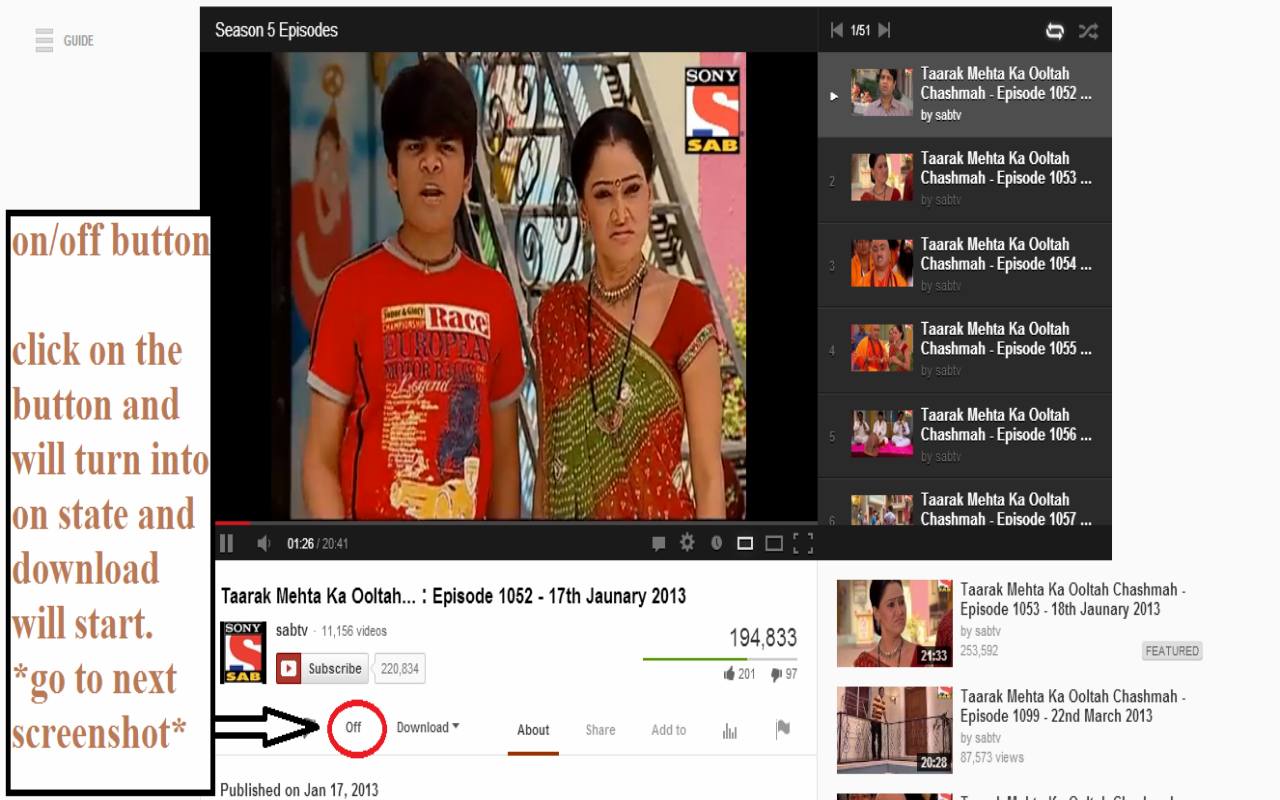 GUIDE
Season 5 Episodes
1/51
SONY
S
SAB
Race
EUROPEAN
Legend
01:26 / 20:41
Taarak Mehta Ka Ooltah
Chashmah - Episode 1052 ...
by sabtv
2
Taarak Mehta Ka Ooltah
Chashmah - Episode 1053 ...
by sabtv
3
Taarak Mehta Ka Ooltah
Chashmah - Episode 1054 ...
by sabtv
4
Taarak Mehta Ka Ooltah
Chashmah - Episode 1055 ...
by sabtv
5
Taarak Mehta Ka Ooltah
Chashmah - Episode 1056 ...
by sabtv
6
Taarak Mehta Ka Ooltah
Chashmah - Episode 1057 ...
on/off button
click on the
button and
will turn into
on state and
download
will start.
*go to next
screenshot*
Taarak Mehta Ka Ooltah... : Episode 1052 - 17th Jaunary 2013
SONY
S
SAB
sabtv · 11,156 videos
Subscribe 220,834
194,833
201 97
Off
Download
About
Share
Add to
Published on Jan 17, 2013
21:33
Taarak Mehta Ka Ooltah Chashmah -
Episode 1053 - 18th Jaunary 2013
by sabtv
253,592
FEATURED
20:28
Taarak Mehta Ka Ooltah Chashmah -
Episode 1099 - 22nd March 2013
by sabtv
87,573 views